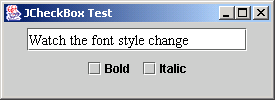 JCheckBox Test
Watch the font style change
Bold Italic